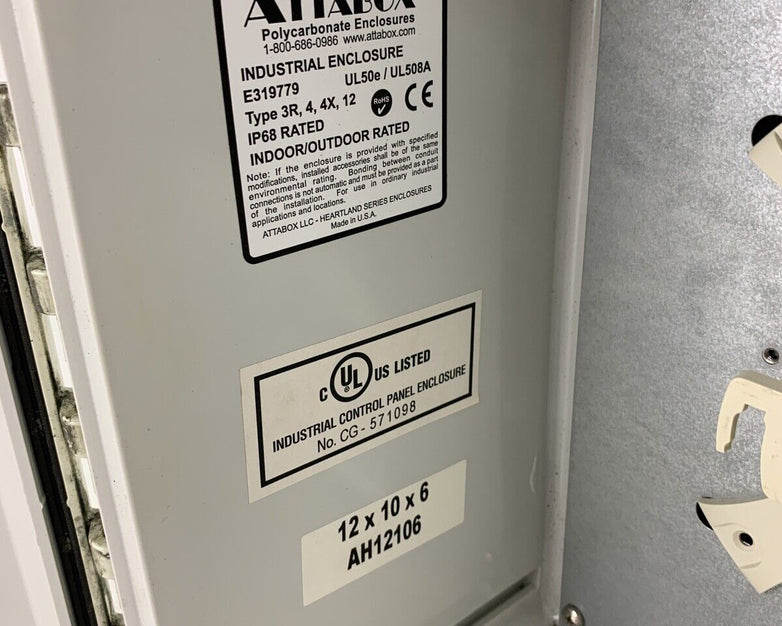 ATTABOX
Polycarbonate Enclosures
1-800-686-0986 www.attabox.com
INDUSTRIAL ENCLOSURE
E319779 UL50e / UL508A
Type 3R, 4, 4X, 12 RoHS CE
IP68 RATED
INDOOR/OUTDOOR RATED
Note: If the enclosure is provided with specified
modifications, installed accessories shall be of the same
environmental rating. Bonding between conduit
connections is not automatic and must be provided as a part
of the installation. For use in ordinary industrial
applications and locations.
ATTABOX LLC - HEARTLAND SERIES ENCLOSURES
Made in U.S.A.
C UL US LISTED
INDUSTRIAL CONTROL PANEL ENCLOSURE
No. CG - 571098
12 x 10 x 6
AH12106